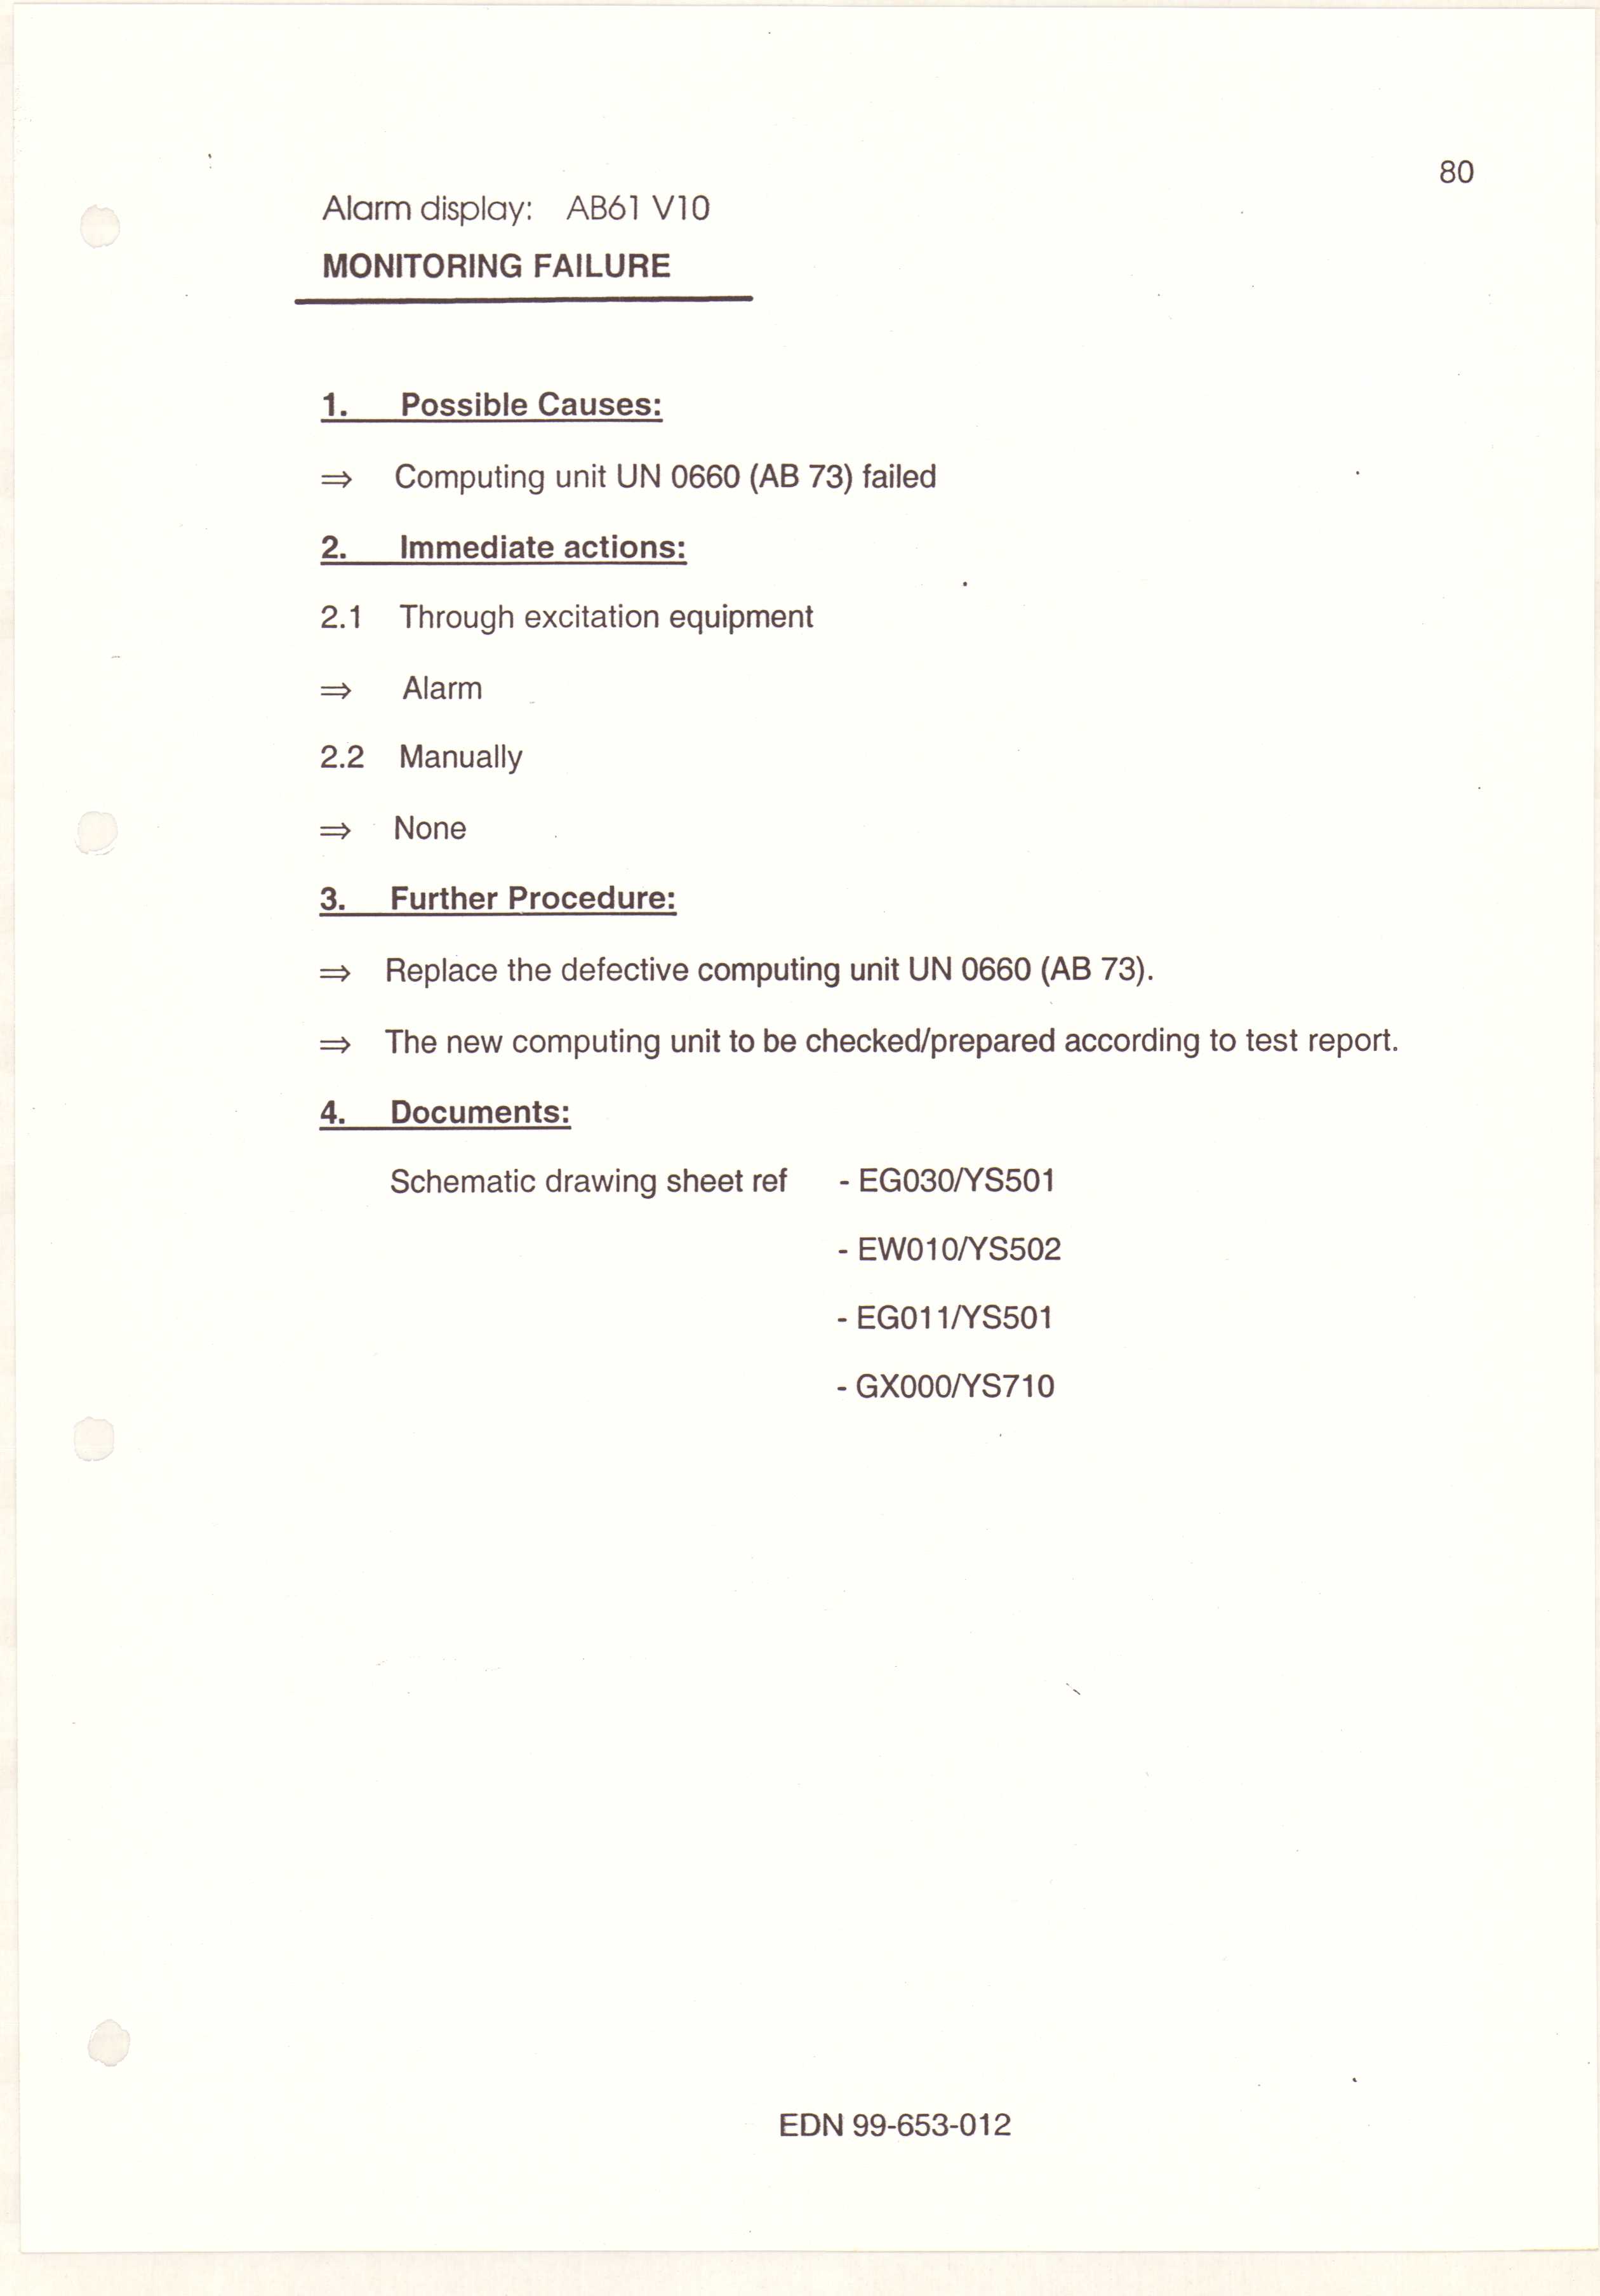 80
Alarm display: AB61 V10
MONITORING FAILURE
1. Possible Causes:
⇒ Computing unit UN 0660 (AB 73) failed
2. Immediate actions:
2.1 Through excitation equipment
⇒ Alarm
2.2 Manually
⇒ None
3. Further Procedure:
⇒ Replace the defective computing unit UN 0660 (AB 73).
⇒ The new computing unit to be checked/prepared according to test report.
4. Documents:
Schematic drawing sheet ref - EG030/YS501
- EW010/YS502
- EG011/YS501
- GX000/YS710
EDN 99-653-012